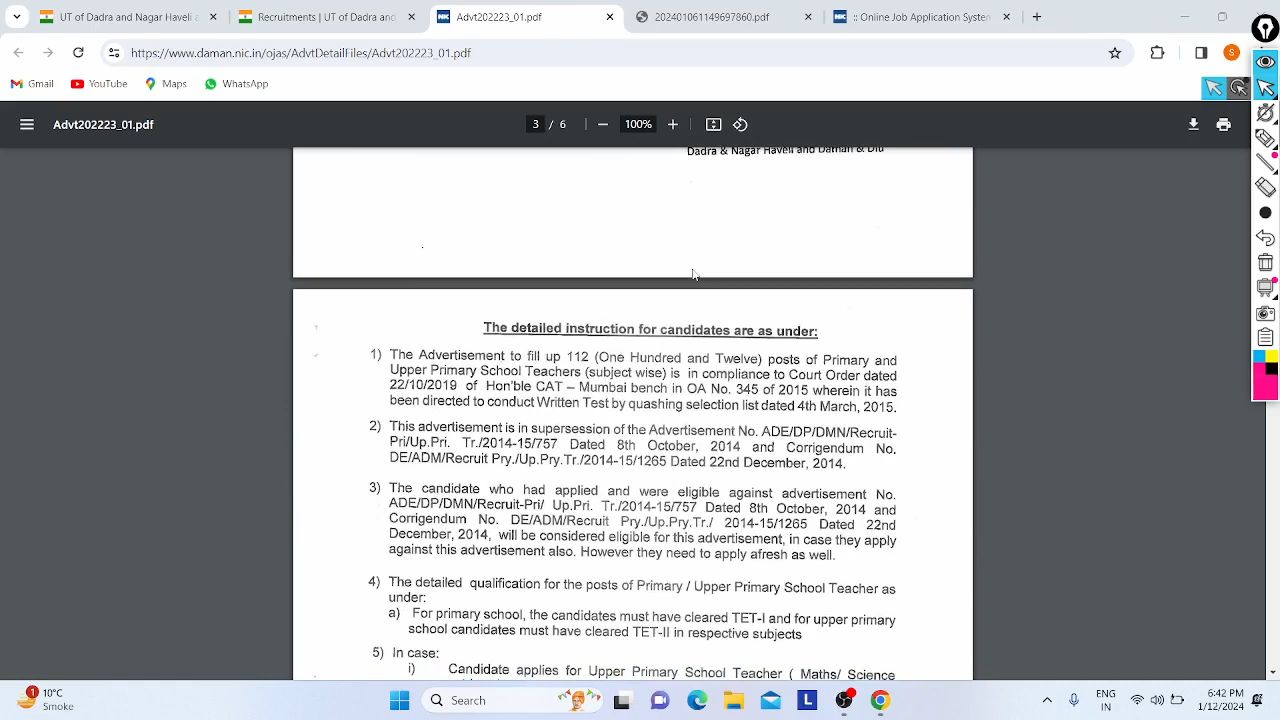 UT of Dadra and Nagar Haveli a
Recruitments | UT of Dadra and
Advt202223_01.pdf
:: Online Job Application System
https://www.daman.nic.in/ojas/AdvtDetailFiles/Advt202223_01.pdf
S
Gmail
YouTube
Maps
WhatsApp
Advt202223_01.pdf
3 / 6
100%
Dadra & Nagar Haveli and Daman & Diu
The detailed instruction for candidates are as under:
1) The Advertisement to fill up 112 (One Hundred and Twelve) posts of Primary and
Upper Primary School Teachers (subject wise) is in compliance to Court Order dated
22/10/2019 of Hon'ble CAT – Mumbai bench in OA No. 345 of 2015 wherein it has
been directed to conduct Written Test by quashing selection list dated 4th March, 2015.
2) This advertisement is in supersession of the Advertisement No. ADE/DP/DMN/Recruit-
Pri/Up.Pri. Tr./2014-15/757 Dated 8th October, 2014 and Corrigendum No.
DE/ADM/Recruit Pry./Up.Pry.Tr./2014-15/1265 Dated 22nd December, 2014.
3) The candidate who had applied and were eligible against advertisement No.
ADE/DP/DMN/Recruit-Pri/ Up.Pri. Tr./2014-15/757 Dated 8th October, 2014 and
Corrigendum No. DE/ADM/Recruit Pry./Up.Pry.Tr./ 2014-15/1265 Dated 22nd
December, 2014, will be considered eligible for this advertisement, in case they apply
against this advertisement also. However they need to apply afresh as well.
4) The detailed qualification for the posts of Primary / Upper Primary School Teacher as
under:
a) For primary school, the candidates must have cleared TET-I and for upper primary
school candidates must have cleared TET-II in respective subjects
5) In case:
i) Candidate applies for Upper Primary School Teacher ( Maths/ Science
1
10°C
Smoke
Search
L
ENG
IN
6:42 PM
1/12/2024